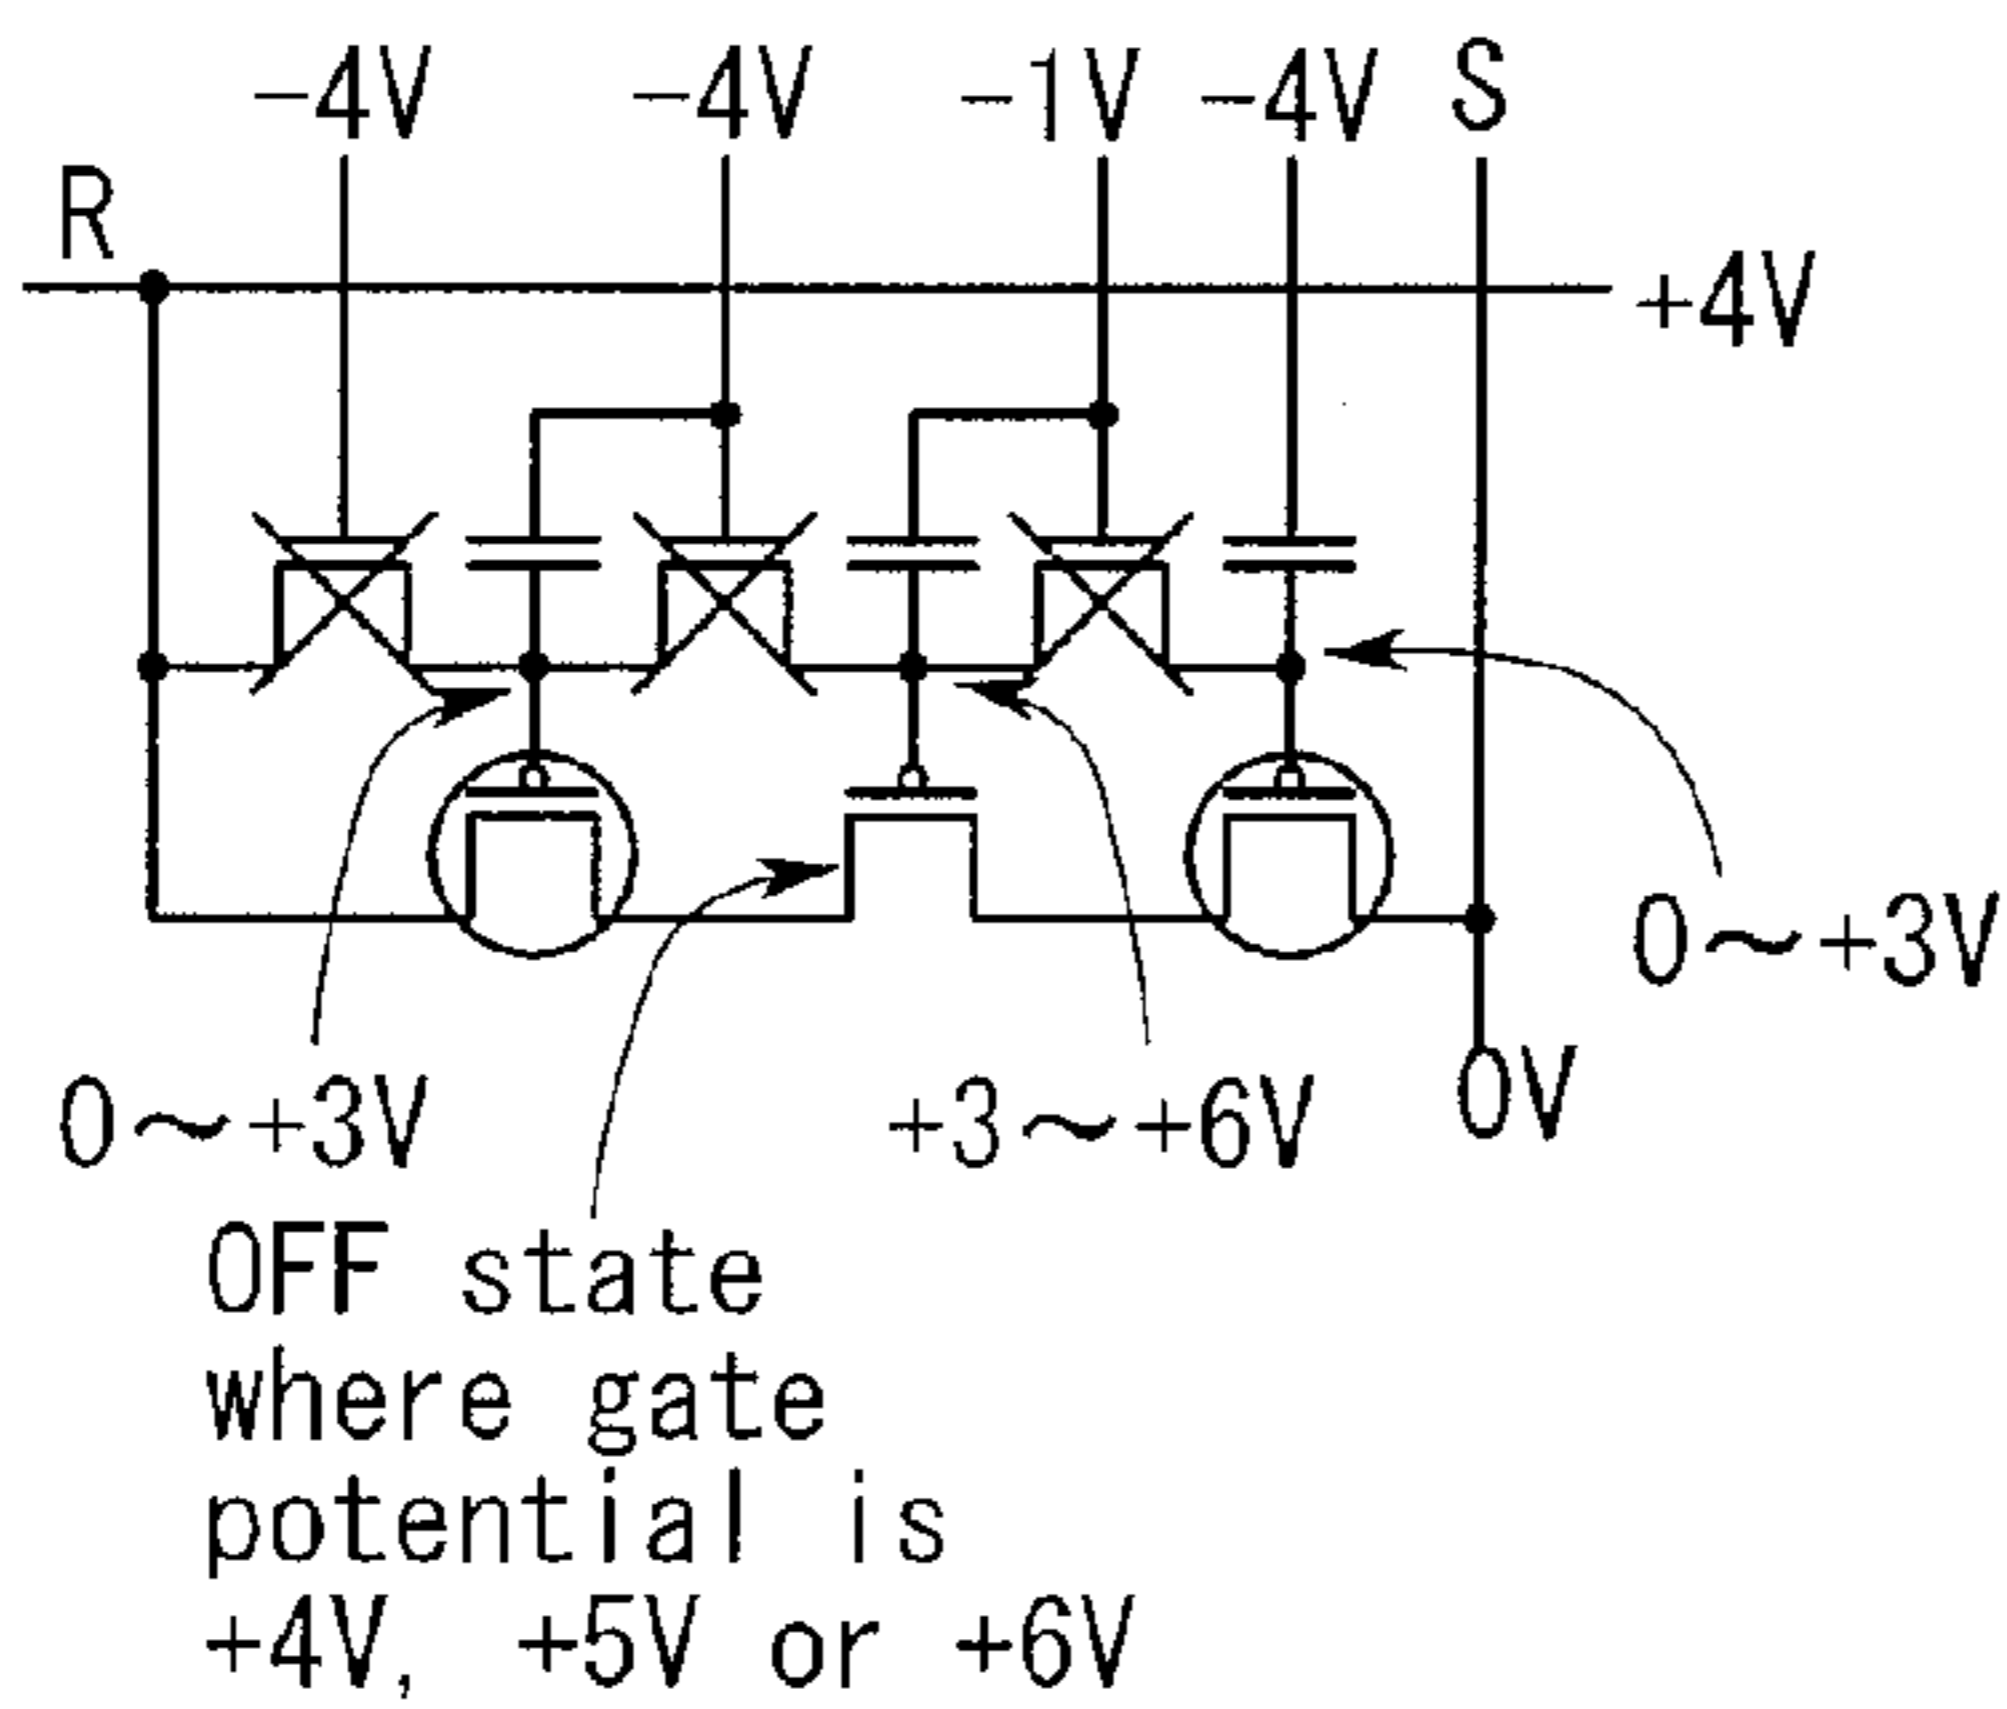 −4V −4V −1V −4V S
R
+4V
0〜+3V
0〜+3V +3〜+6V 0V
OFF state
where gate
potential is
+4V, +5V or +6V